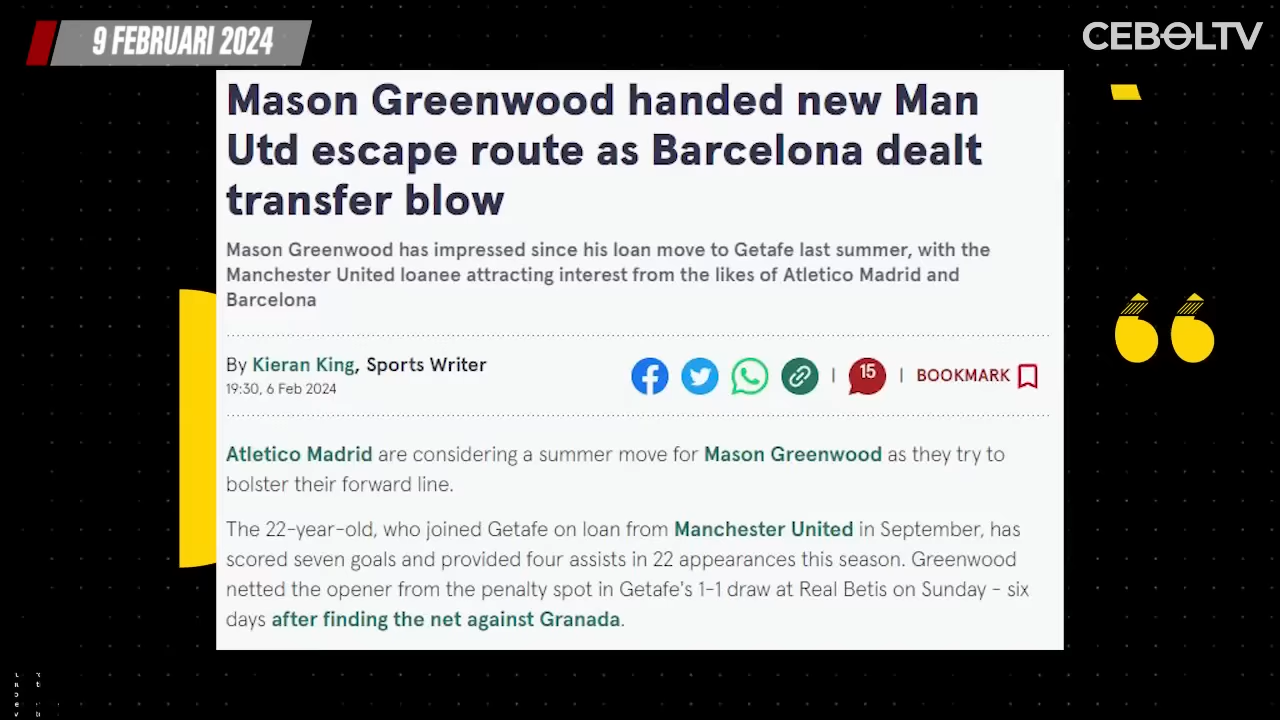 9 FEBRUARI 2024
CEBOLTV
Mason Greenwood handed new Man
Utd escape route as Barcelona dealt
transfer blow
Mason Greenwood has impressed since his loan move to Getafe last summer, with the
Manchester United loanee attracting interest from the likes of Atletico Madrid and
Barcelona
By Kieran King, Sports Writer
19:30, 6 Feb 2024
15
BOOKMARK
Atletico Madrid are considering a summer move for Mason Greenwood as they try to
bolster their forward line.
The 22-year-old, who joined Getafe on loan from Manchester United in September, has
scored seven goals and provided four assists in 22 appearances this season. Greenwood
netted the opener from the penalty spot in Getafe's 1-1 draw at Real Betis on Sunday - six
days after finding the net against Granada.